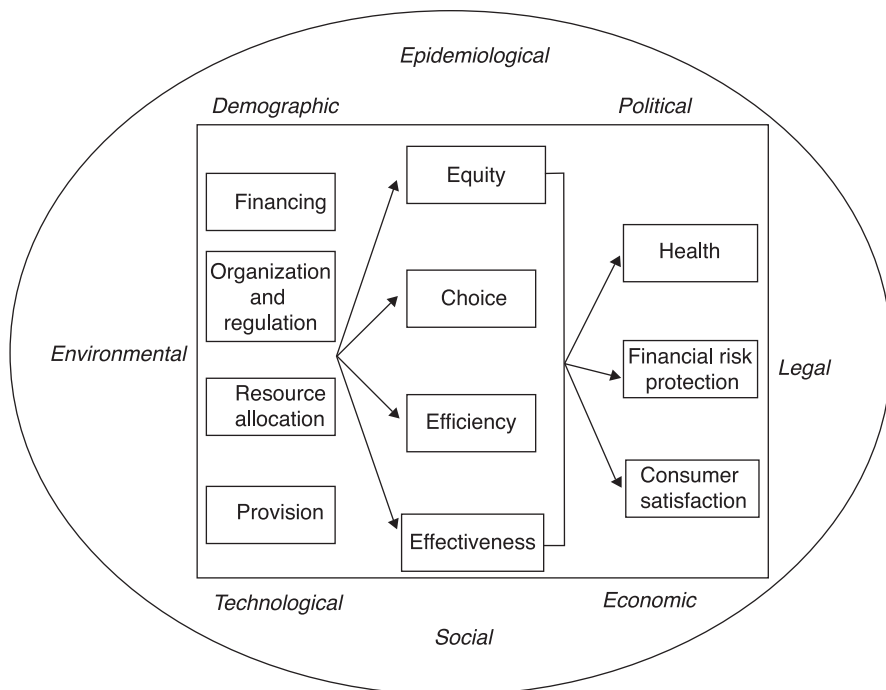 Epidemiological
Demographic
Political
Financing
Organization
and
regulation
Resource
allocation
Provision
Equity
Choice
Efficiency
Effectiveness
Health
Financial risk
protection
Consumer
satisfaction
Environmental
Legal
Technological
Economic
Social